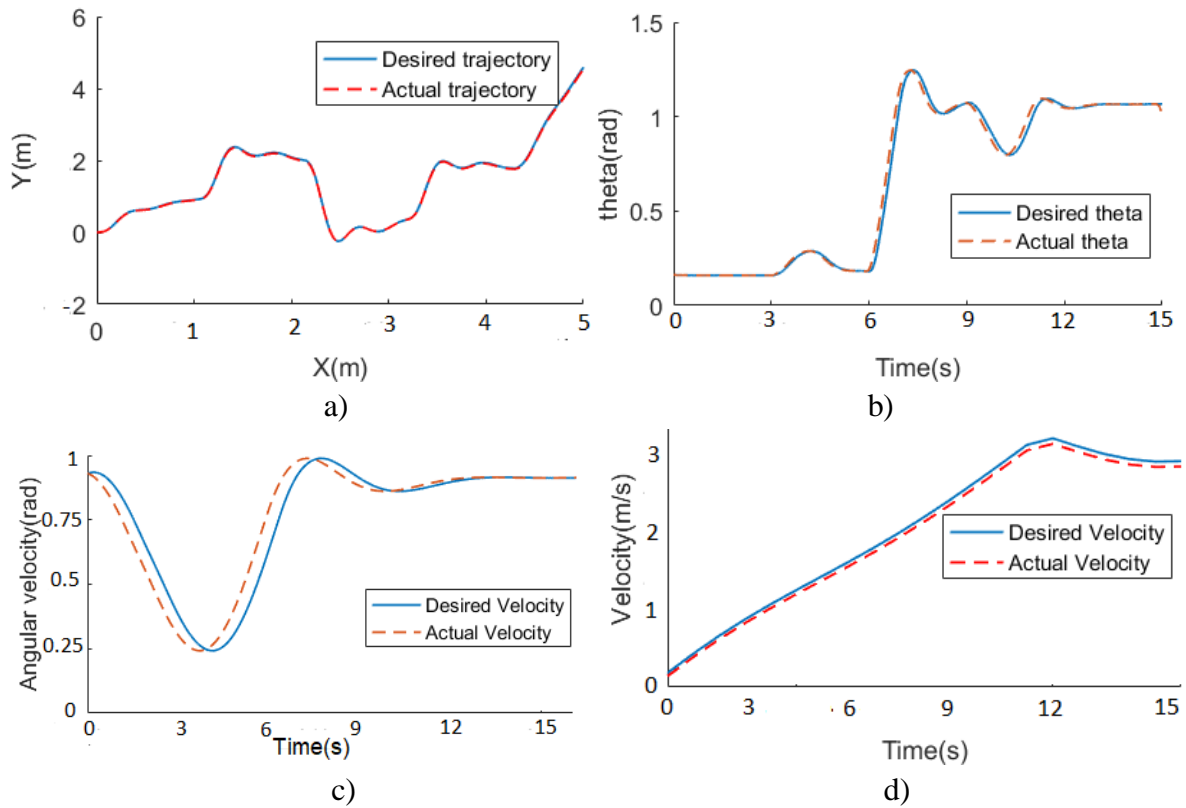 6
4
2
0
-2
Y(m)
Desired trajectory
Actual trajectory
0 1 2 3 4 5
X(m)
a)
1.5
1
0.5
0
theta(rad)
Desired theta
Actual theta
0 3 6 9 12 15
Time(s)
b)
1
0.75
0.5
0.25
0
Angular velocity(rad)
Desired Velocity
Actual Velocity
0 3 6 9 12 15
Time(s)
c)
3
2
1
0
Velocity(m/s)
Desired Velocity
Actual Velocity
0 3 6 9 12 15
Time(s)
d)